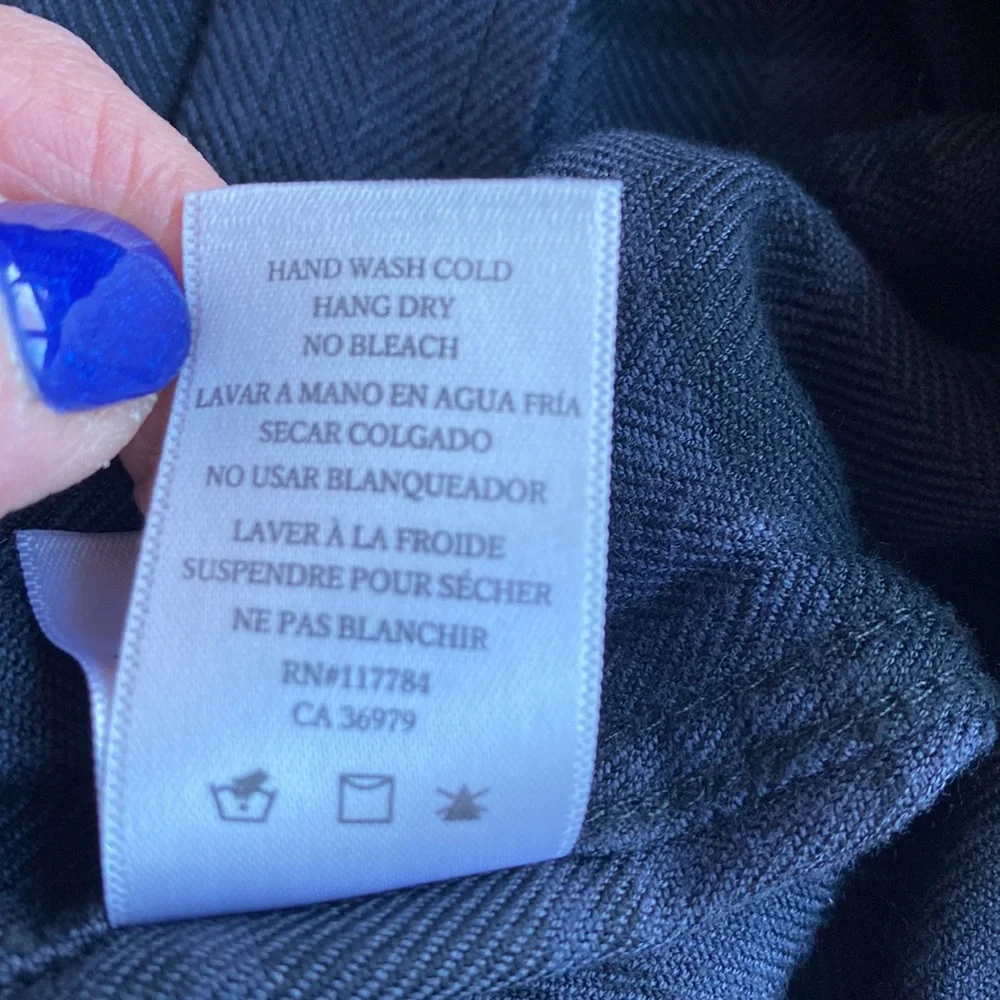 HAND WASH COLD
HANG DRY
NO BLEACH
LAVAR A MANO EN AGUA FRÍA
SECAR COLGADO
NO USAR BLANQUEADOR
LAVER À LA FROIDE
SUSPENDRE POUR SÉCHER
NE PAS BLANCHIR
RN#117784
CA 36979